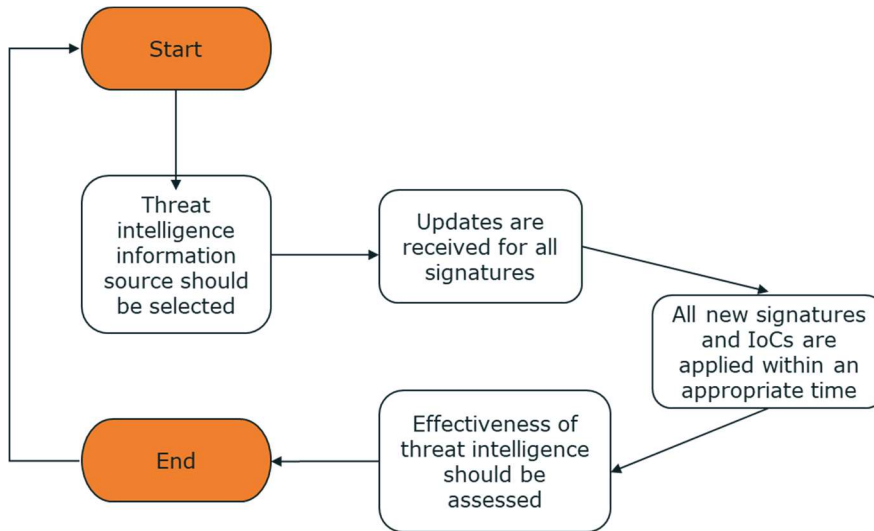 Start
Threat
intelligence
information
source should
be selected
Updates are
received for all
signatures
All new signatures
and IoCs are
applied within an
appropriate time
Effectiveness of
threat intelligence
should be
assessed
End